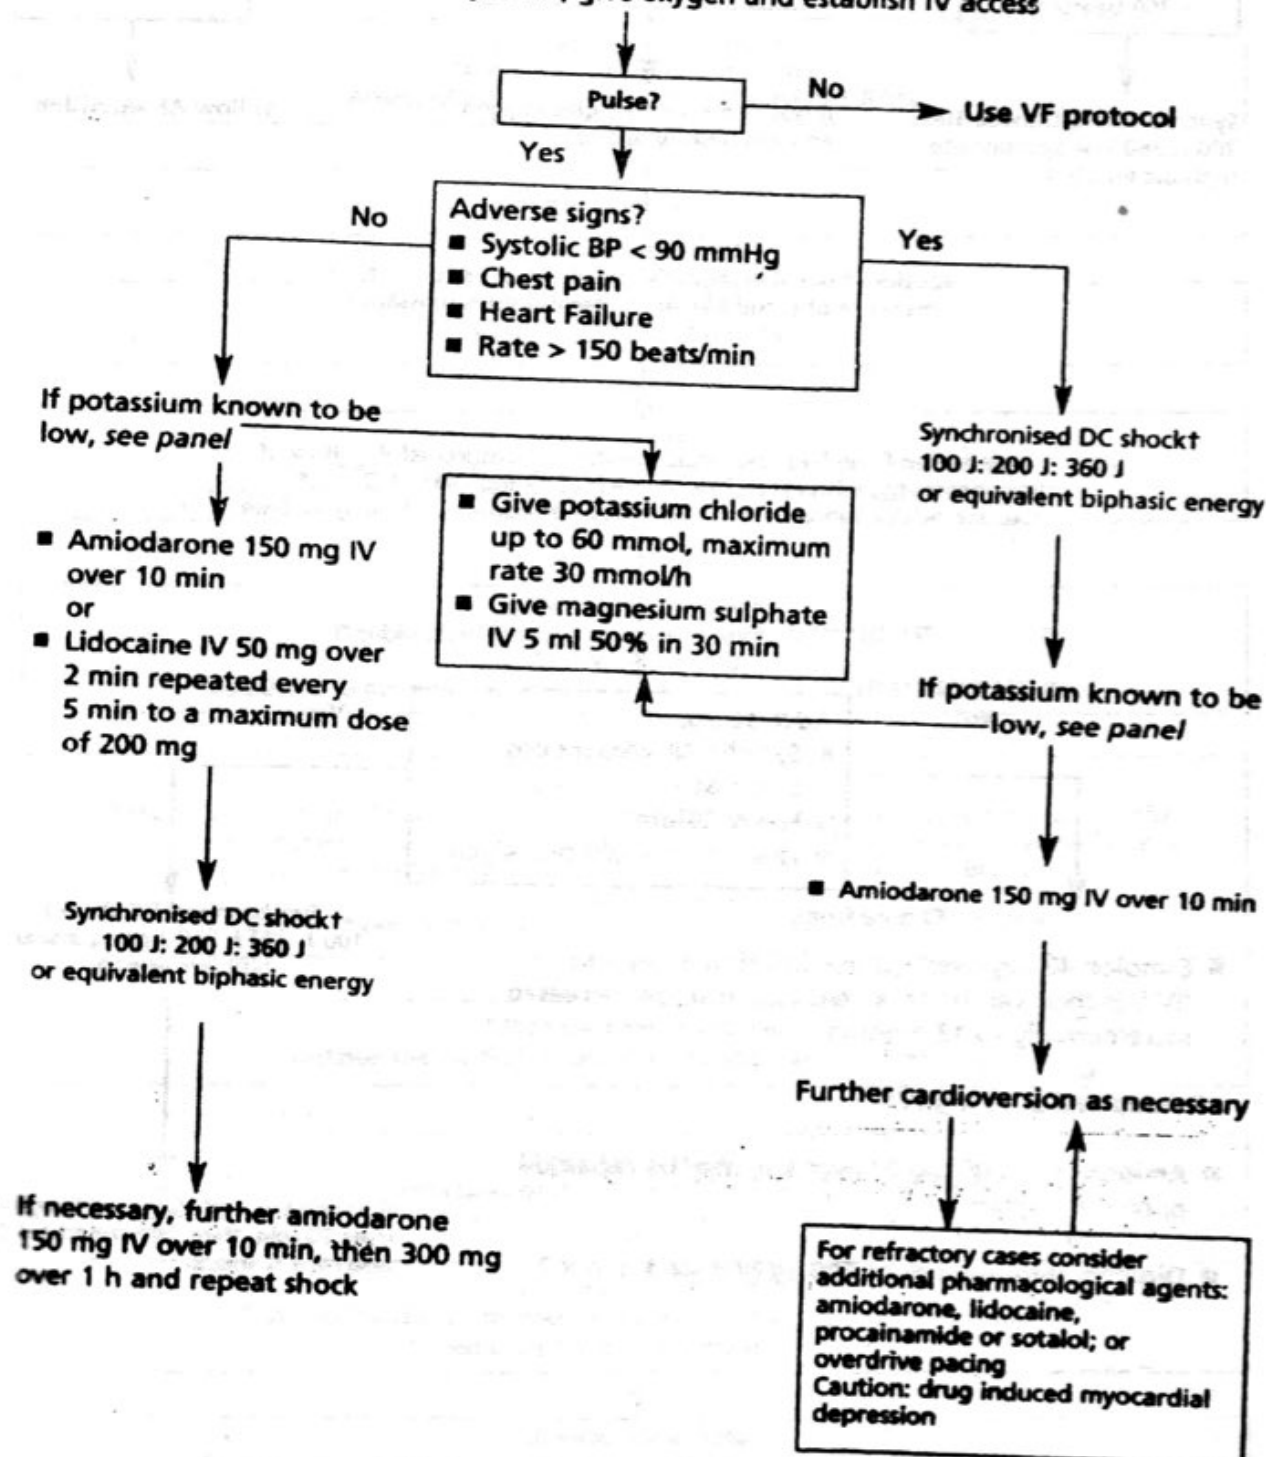 give oxygen and establish IV access
Pulse?
No
Use VF protocol
Yes
Adverse signs?
■ Systolic BP < 90 mmHg
■ Chest pain
■ Heart Failure
■ Rate > 150 beats/min
No
Yes
If potassium known to be
low, see panel
■ Amiodarone 150 mg IV
over 10 min
or
■ Lidocaine IV 50 mg over
2 min repeated every
5 min to a maximum dose
of 200 mg
Synchronised DC shock†
100 J: 200 J: 360 J
or equivalent biphasic energy
If necessary, further amiodarone
150 mg IV over 10 min, then 300 mg
over 1 h and repeat shock
■ Give potassium chloride
up to 60 mmol, maximum
rate 30 mmol/h
■ Give magnesium sulphate
IV 5 ml 50% in 30 min
Synchronised DC shock†
100 J: 200 J: 360 J
or equivalent biphasic energy
If potassium known to be
low, see panel
■ Amiodarone 150 mg IV over 10 min
Further cardioversion as necessary
For refractory cases consider
additional pharmacological agents:
amiodarone, lidocaine,
procainamide or sotalol; or
overdrive pacing
Caution: drug induced myocardial
depression